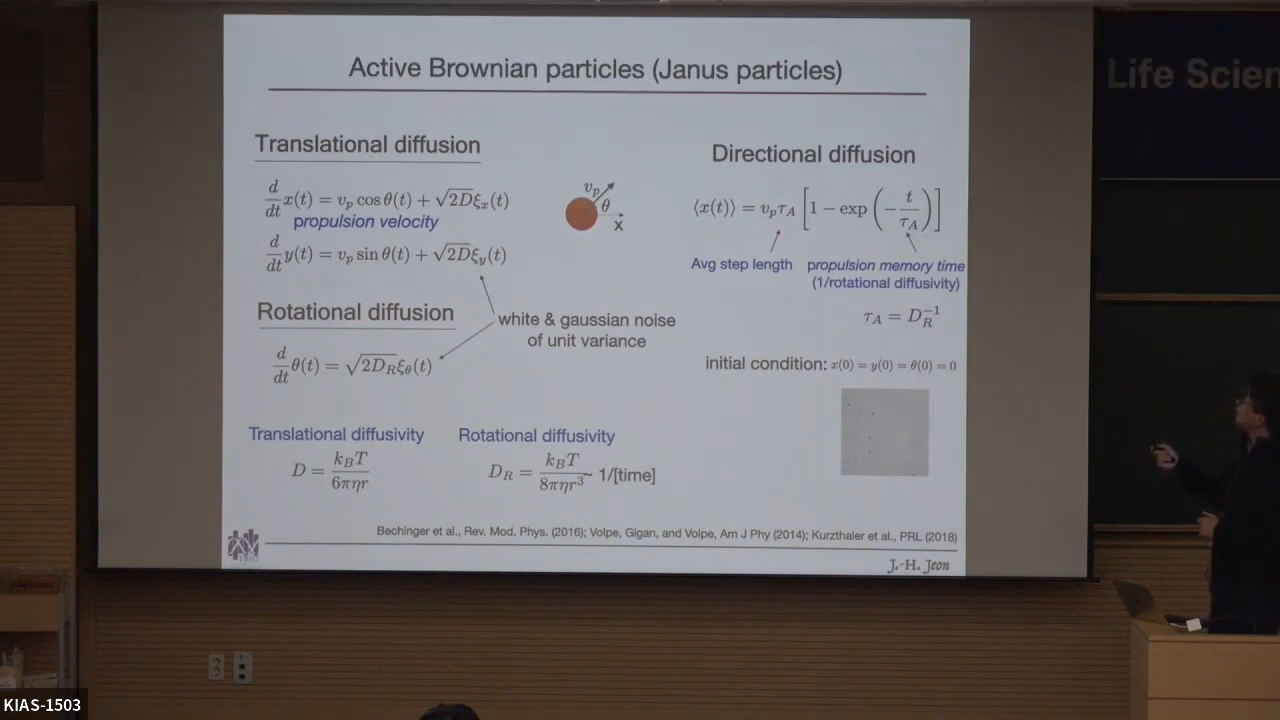 Active Brownian particles (Janus particles)
Translational diffusion
d/dt x(t) = v_p cos θ(t) + √2D ξ_x(t)
propulsion velocity
d/dt y(t) = v_p sin θ(t) + √2D ξ_y(t)
v_p
θ
x
Rotational diffusion
d/dt θ(t) = √2D_R ξ_θ(t)
white & gaussian noise
of unit variance
Translational diffusivity
D = k_BT / 6πηr
Rotational diffusivity
D_R = k_BT / 8πηr³ ~ 1/[time]
Directional diffusion
⟨x(t)⟩ = v_p τ_A [1 − exp(−t/τ_A)]
Avg step length
propulsion memory time
(1/rotational diffusivity)
τ_A = D_R^{-1}
initial condition: x(0) = y(0) = θ(0) = 0
Bechinger et al., Rev. Mod. Phys. (2016); Volpe, Gigan, and Volpe, Am J Phy (2014); Kurzthaler et al., PRL (2018)
J.-H. Jeon
Life Scien
KIAS-1503